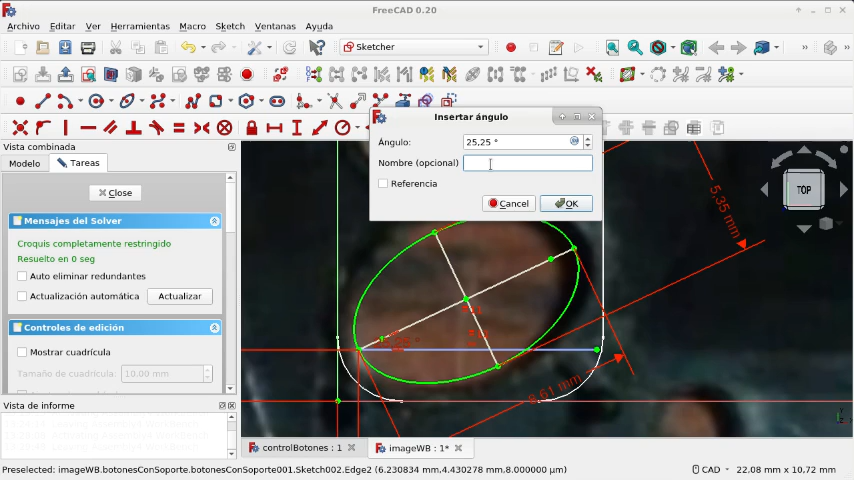 FreeCAD 0.20
Archivo Editar Ver Herramientas Macro Sketch Ventanas Ayuda
Sketcher
Vista combinada
Modelo Tareas
Close
Mensajes del Solver
Croquis completamente restringido
Resuelto en 0 seg
Auto eliminar redundantes
Actualización automática Actualizar
Controles de edición
Mostrar cuadrícula
Tamaño de cuadrícula: 10.00 mm
Vista de informe
Insertar ángulo
Ángulo: 25,25 °
Nombre (opcional)
Referencia
Cancel OK
TOP
5,35 mm
8,61 mm
controlBotones : 1 imageWB : 1*
Preselected: imageWB.botonesConSoporte.botonesConSoporte001.Sketch002.Edge2 (6.230834 mm,4.430278 mm,8.000000 µm) CAD 22.08 mm x 10,72 mm